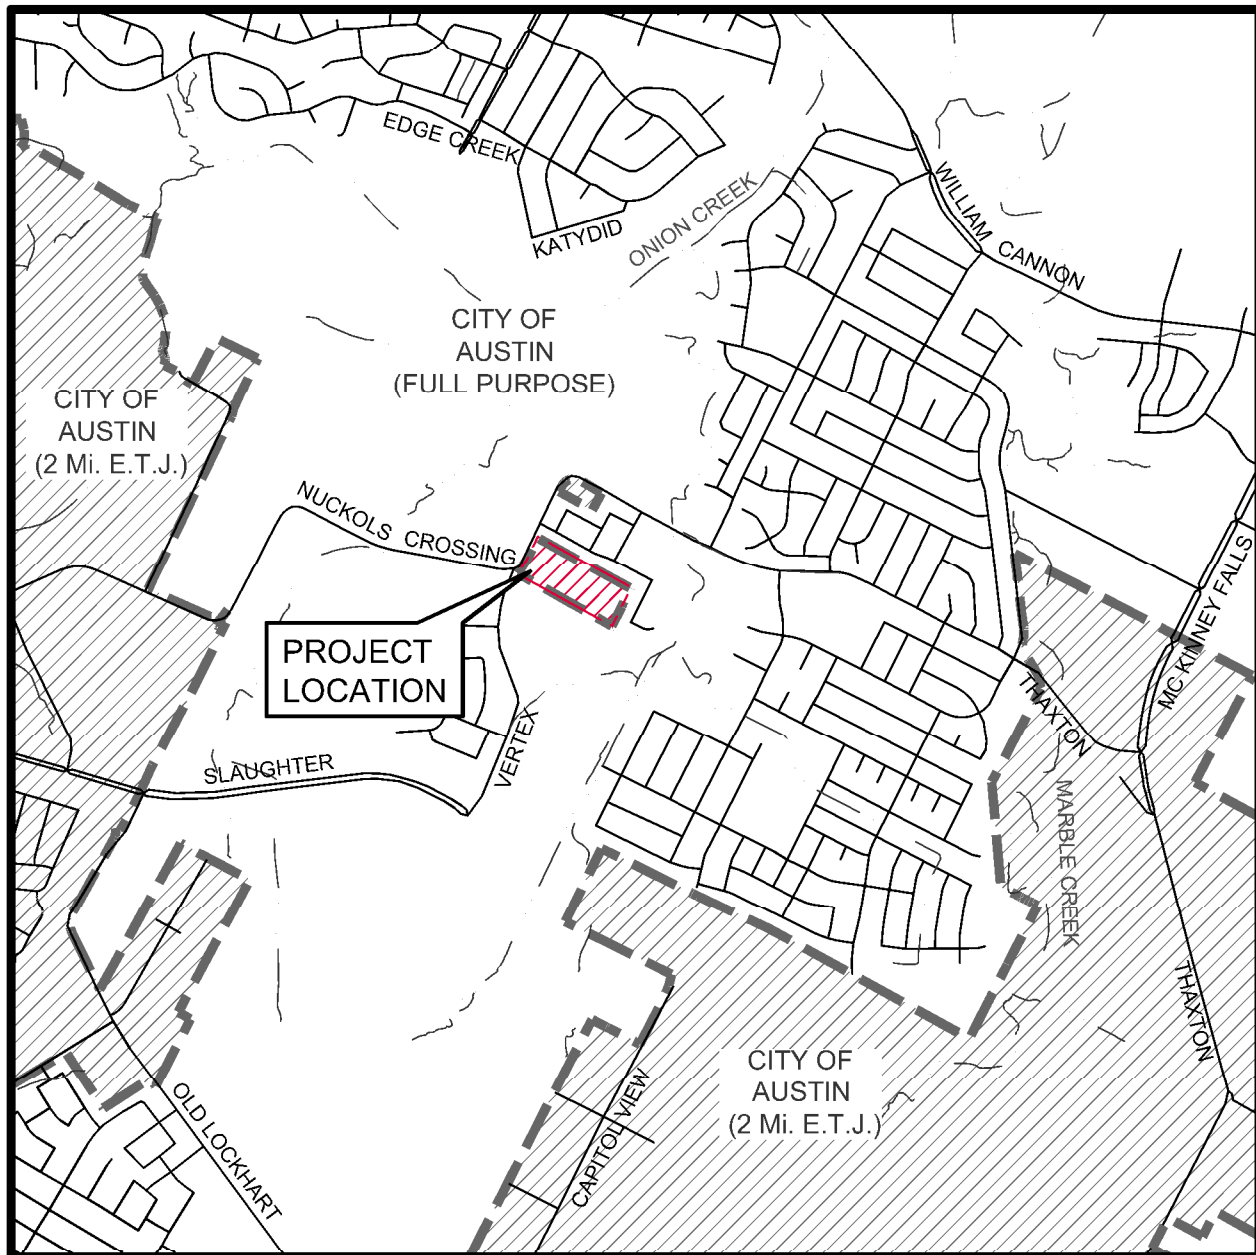 EDGE CREEK
WILLIAM CANNON
ONION CREEK
KATYDID
CITY OF
AUSTIN
(FULL PURPOSE)
CITY OF
AUSTIN
(2 Mi. E.T.J.)
NUCKOLS CROSSING
MC KINNEY FALLS
PROJECT
LOCATION
THAXTON
VERTEX
SLAUGHTER
MARBLE CREEK
THAXTON
CITY OF
AUSTIN
(2 Mi. E.T.J.)
CAPITOL VIEW
OLD LOCKHART